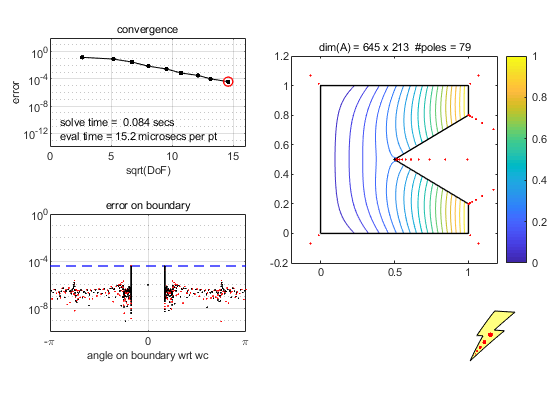 convergence
10^0
10^-4
10^-8
10^-12
error
solve time = 0.084 secs
eval time = 15.2 microsecs per pt
0 5 10 15
sqrt(DoF)
error on boundary
10^0
10^-4
10^-8
-π 0 π
angle on boundary wrt wc
dim(A) = 645 x 213 #poles = 79
1.2
1
0.8
0.6
0.4
0.2
0
-0.2
0 0.5 1
1
0.8
0.6
0.4
0.2
0